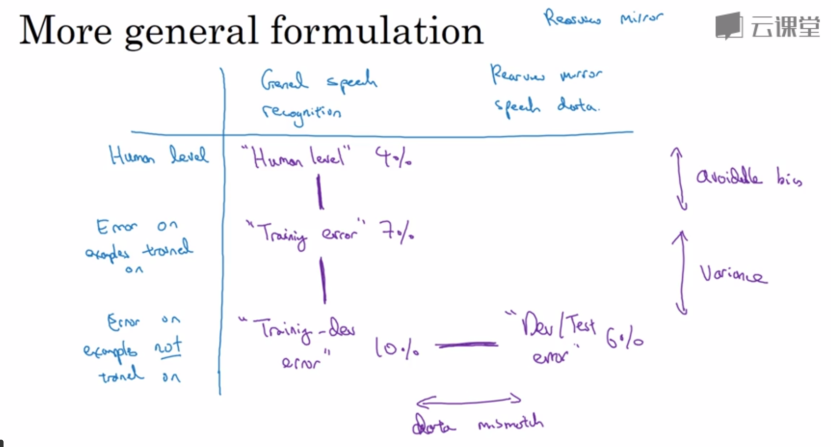 More general formulation
Rearview mirror
云课堂
General speech
recognition
Rearview mirror
speech data.
Human level
"Human level" 4%
avoidable bias
Error on
examples trained
on
"Training error" 7%
Variance
Error on
examples not
trained on
"Training-dev
error"
10%
"Dev/Test
error"
6%
data mismatch